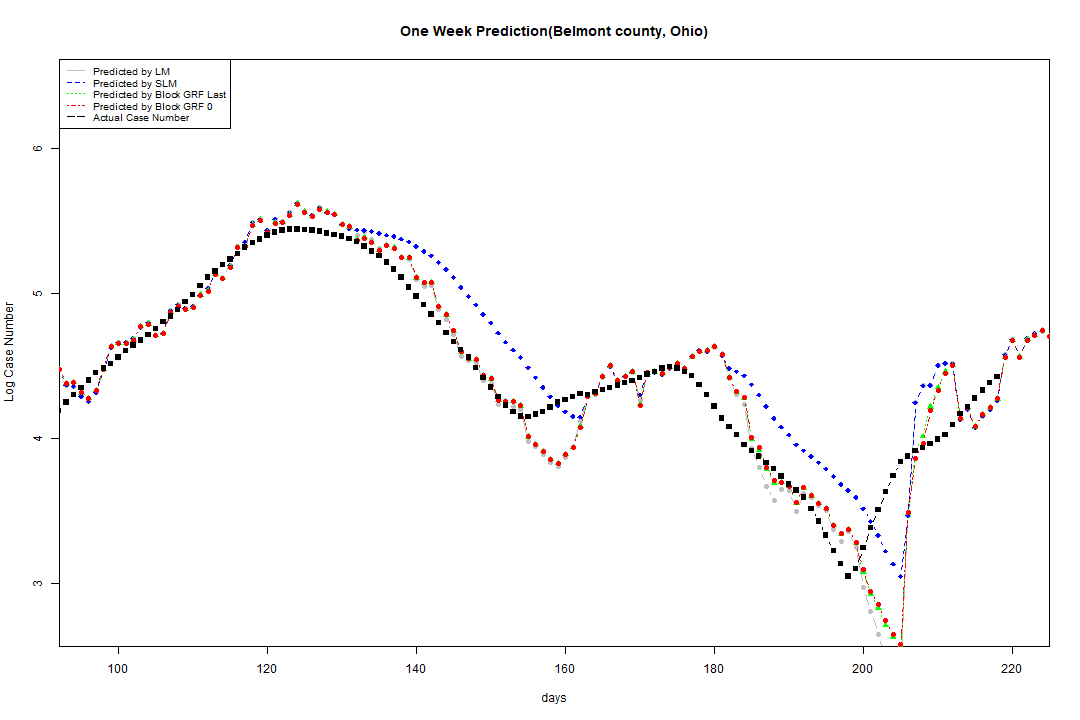 One Week Prediction(Belmont county, Ohio)
Predicted by LM
Predicted by SLM
Predicted by Block GRF Last
Predicted by Block GRF 0
Actual Case Number
6
5
4
3
Log Case Number
100 120 140 160 180 200 220
days